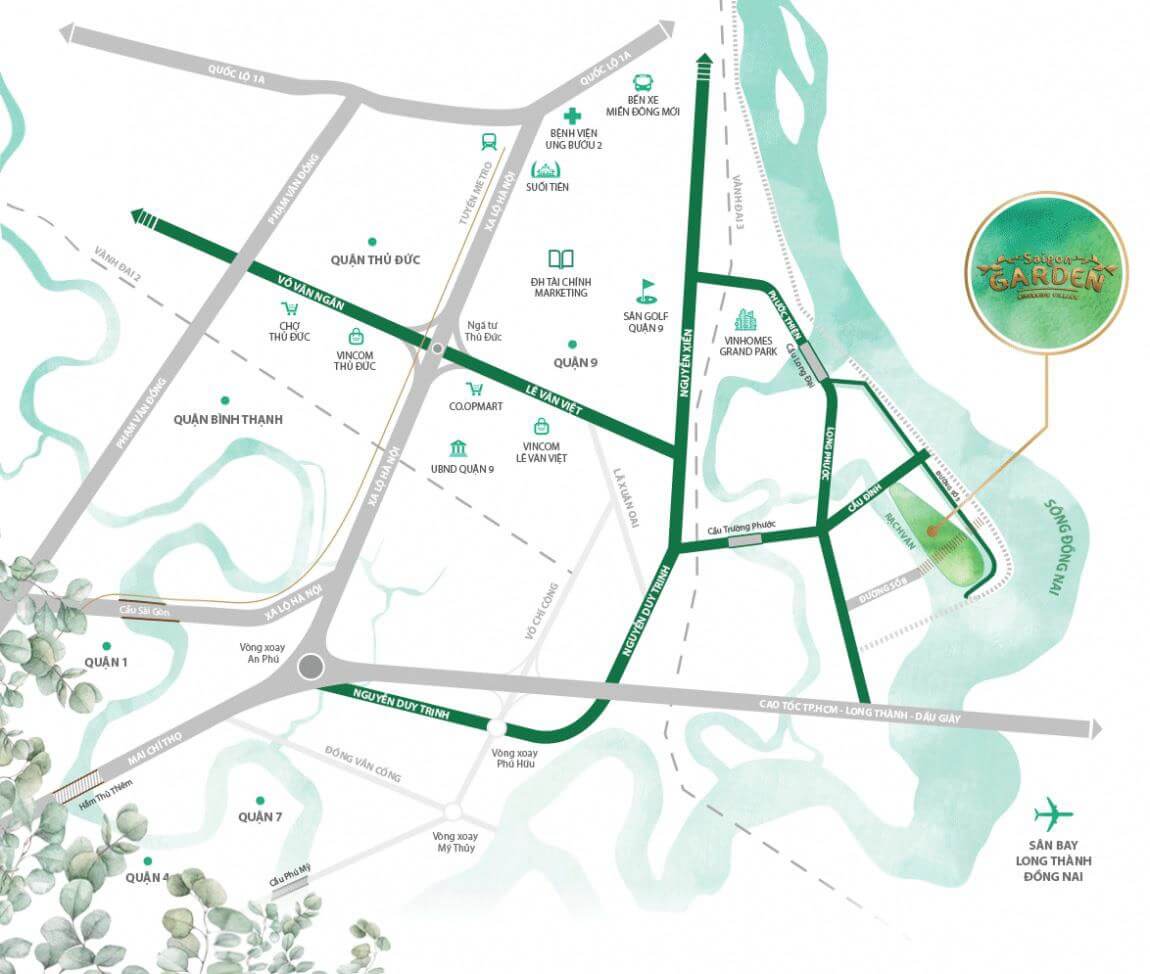 QUỐC LỘ 1A
QUỐC LỘ 1A
BẾN XE
MIỀN ĐÔNG MỚI
BỆNH VIỆN
UNG BƯỚU 2
SUỐI TIÊN
TUYẾN METRO
XA LỘ HÀ NỘI
PHẠM VĂN ĐỒNG
VÀNH ĐAI 3
VÀNH ĐAI 2
QUẬN THỦ ĐỨC
VÕ VĂN NGÂN
ĐH TÀI CHÍNH
MARKETING
SÂN GOLF
QUẬN 9
PHƯỚC THIỆN
Saigon
GARDEN
CHỢ
THỦ ĐỨC
VINCOM
THỦ ĐỨC
Ngã tư
Thủ Đức
VINHOMES
GRAND PARK
Cầu Long Đại
NGUYỄN XIỂN
QUẬN 9
LÊ VĂN VIỆT
QUẬN BÌNH THẠNH
PHẠM VĂN ĐỒNG
CO.OPMART
UBND QUẬN 9
VINCOM
LÊ VĂN VIỆT
XA LỘ HÀ NỘI
LÃ XUÂN OAI
LONG PHƯỚC
CẦU ĐÌNH
RẠCH VÂN
SÔNG ĐỒNG NAI
Cầu Trường Phước
ĐƯỜNG SỐ 8
VÕ CHÍ CÔNG
NGUYỄN DUY TRINH
Cầu Sài Gòn
XA LỘ HÀ NỘI
Vòng xoay
An Phú
QUẬN 1
NGUYỄN DUY TRINH
CAO TỐC TP.HCM - LONG THÀNH - DẦU GIÂY
MAI CHÍ THỌ
Hầm Thủ Thiêm
ĐỒNG VĂN CỐNG
Vòng xoay
Phú Hữu
QUẬN 7
Vòng xoay
Mỹ Thủy
Cầu Phú Mỹ
QUẬN 4
SÂN BAY
LONG THÀNH
ĐỒNG NAI